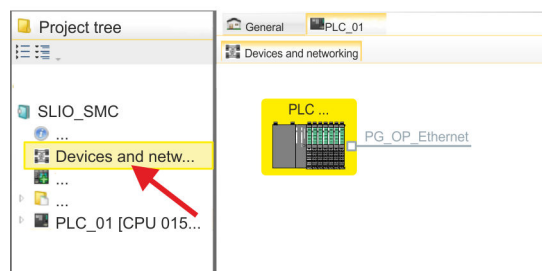 Project tree
SLIO_SMC
...
Devices and netw...
...
...
PLC_01 [CPU 015...
General
PLC_01
Devices and networking
PLC ...
PG_OP_Ethernet